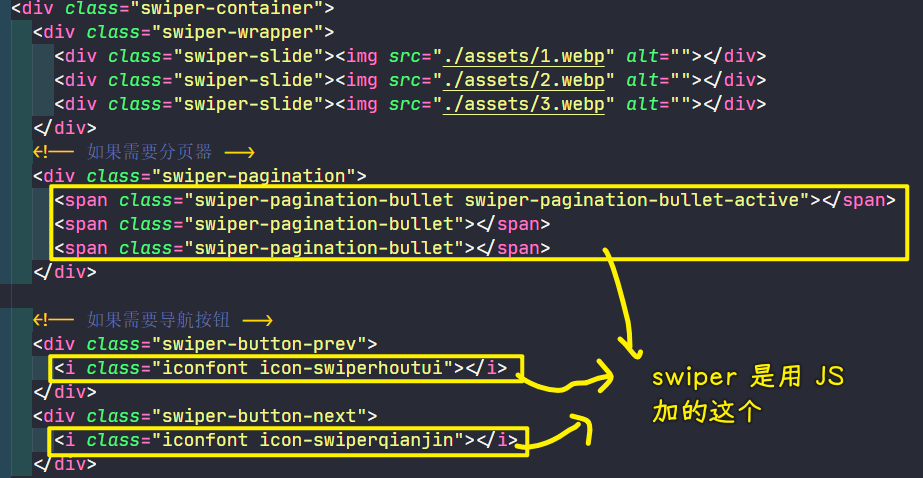 <div class="swiper-container">
<div class="swiper-wrapper">
<div class="swiper-slide"><img src="./assets/1.webp" alt=""></div>
<div class="swiper-slide"><img src="./assets/2.webp" alt=""></div>
<div class="swiper-slide"><img src="./assets/3.webp" alt=""></div>
</div>
<!-- 如果需要分页器 -->
<div class="swiper-pagination">
<span class="swiper-pagination-bullet swiper-pagination-bullet-active"></span>
<span class="swiper-pagination-bullet"></span>
<span class="swiper-pagination-bullet"></span>
</div>
<!-- 如果需要导航按钮 -->
<div class="swiper-button-prev">
<i class="iconfont icon-swiperhoutui"></i>
</div>
<div class="swiper-button-next">
<i class="iconfont icon-swiperqianjin"></i>
</div>
swiper 是用 JS
加的这个